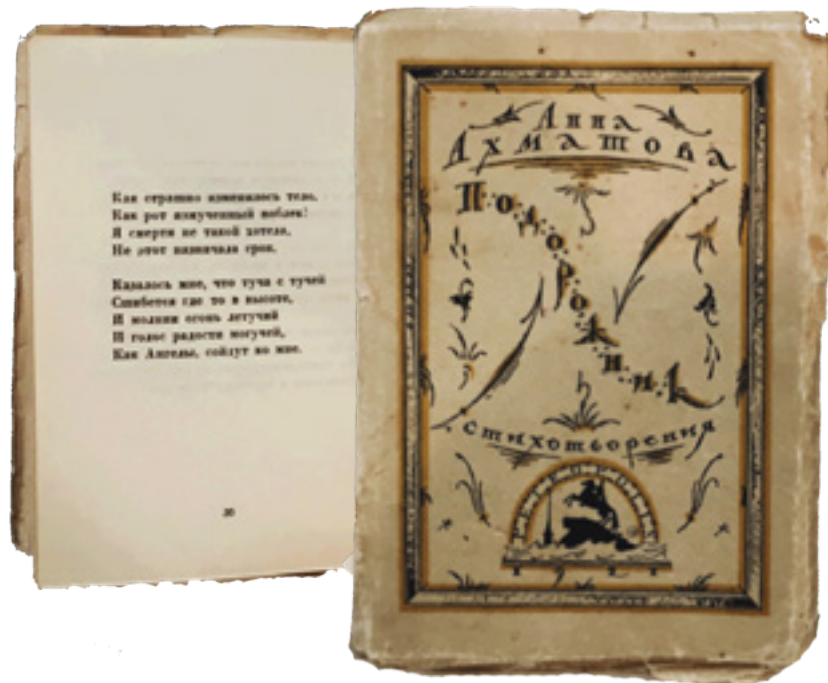 Как страшно изменилось тело,
Как рот измученный поблек!
Я смерти не такой хотела,
Не этот назначала срок.
Казалось мне, что туча с тучей
Сшибется где то в высоте,
И молнии огонь летучий
И голос радости могучей,
Как Ангелы, сойдут ко мне.
30
Анна
Ахматова
Подорожник
стихотворения